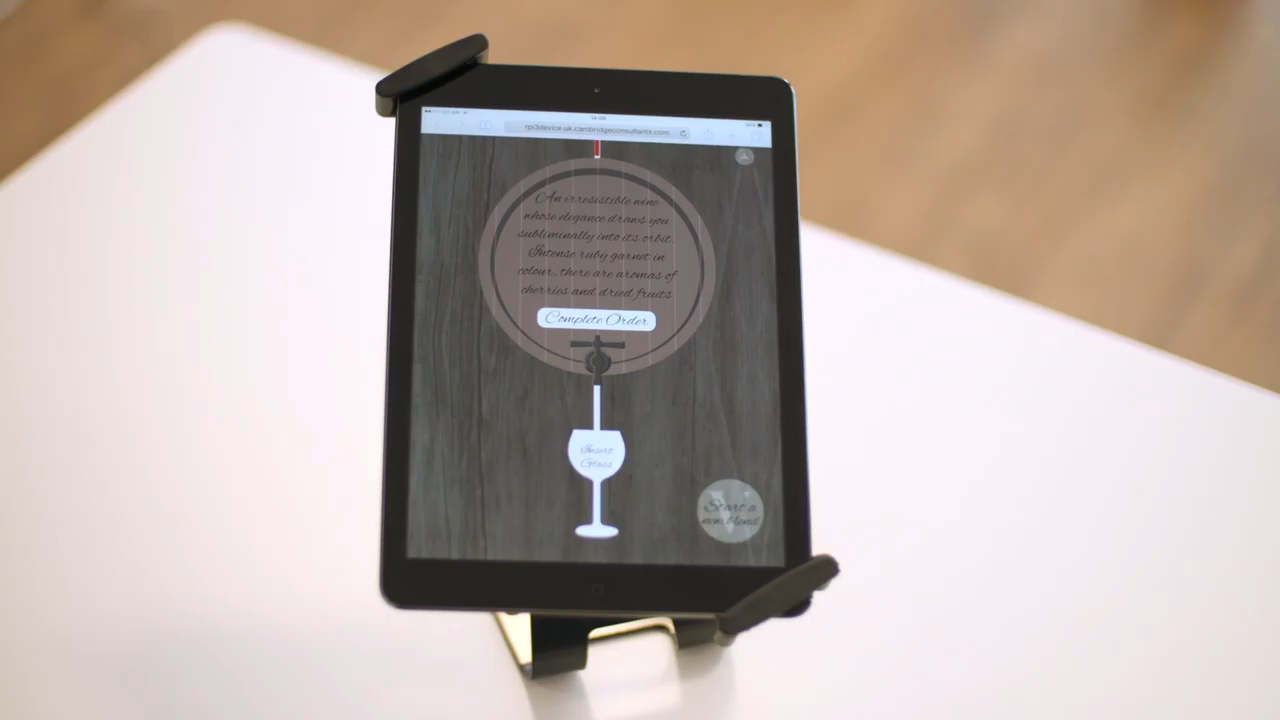 rpi3device.uk.cambridgeconsultants.com
An irresistible wine
whose elegance draws you
subliminally into its orbit.
Intense ruby garnet in
colour, there are aromas of
cherries and dried fruits
Complete Order
Insert
Glass
Start a
new blend